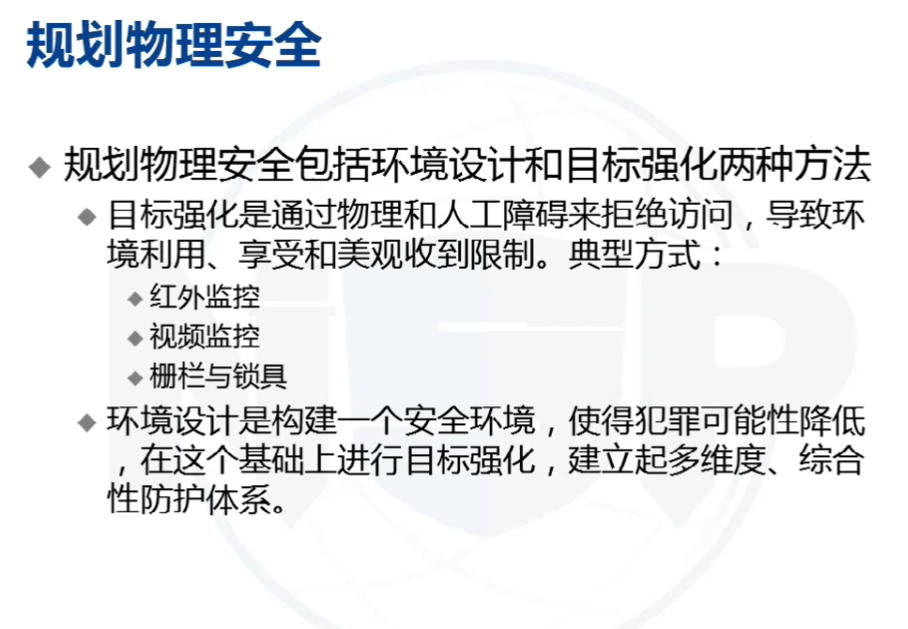 规划物理安全
规划物理安全包括环境设计和目标强化两种方法
目标强化是通过物理和人工障碍来拒绝访问，导致环
境利用、享受和美观收到限制。典型方式：
红外监控
视频监控
栅栏与锁具
环境设计是构建一个安全环境，使得犯罪可能性降低
，在这个基础上进行目标强化，建立起多维度、综合
性防护体系。